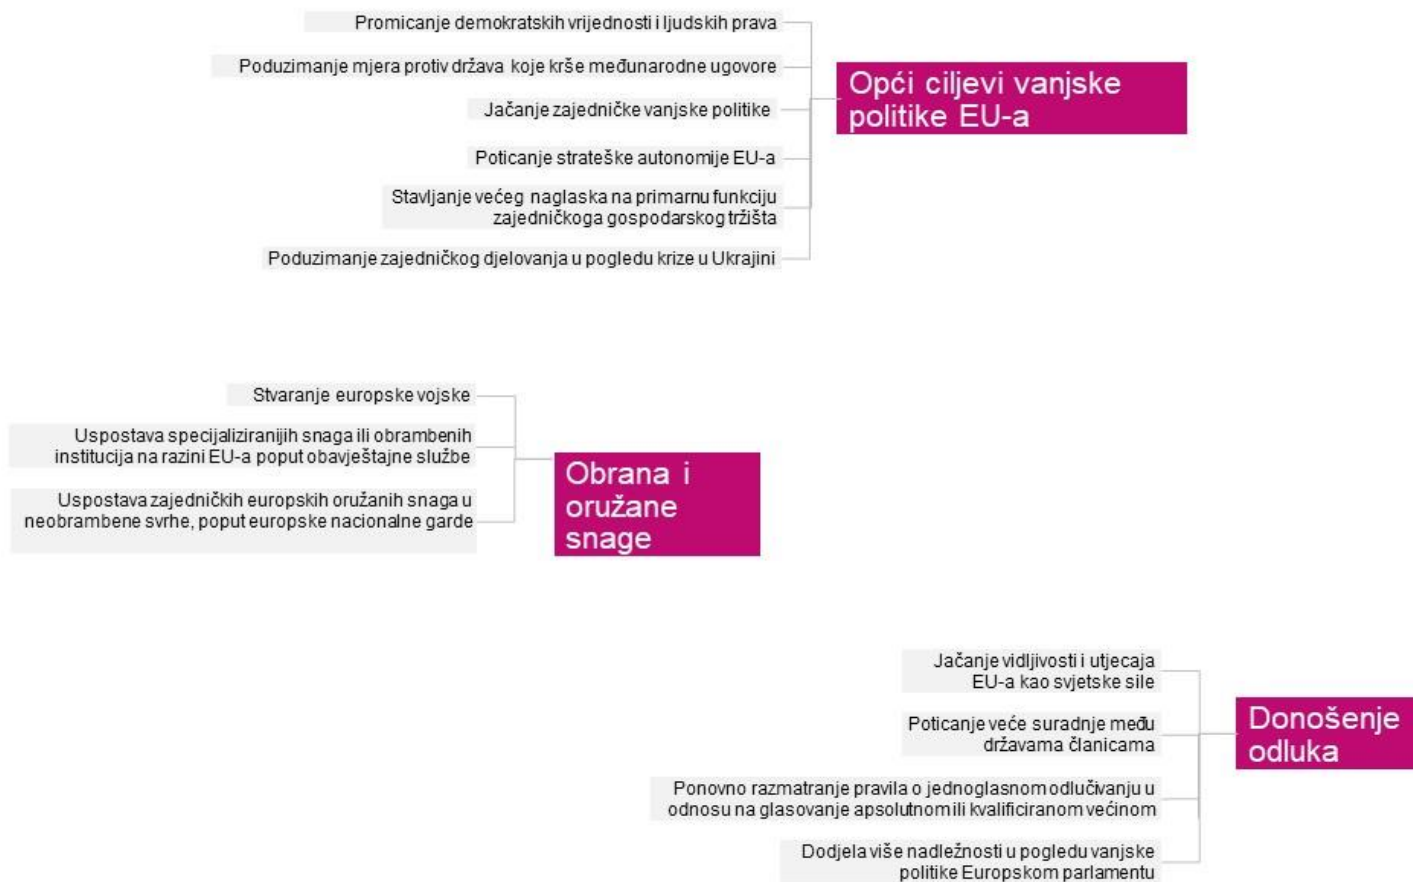 Promicanje demokratskih vrijednosti i ljudskih prava
Poduzimanje mjera protiv država koje krše međunarodne ugovore
Jačanje zajedničke vanjske politike
Poticanje strateške autonomije EU-a
Stavljanje većeg naglaska na primarnu funkciju
zajedničkoga gospodarskog tržišta
Poduzimanje zajedničkog djelovanja u pogledu krize u Ukrajini
Opći ciljevi vanjske
politike EU-a
Stvaranje europske vojske
Uspostava specijaliziranijih snaga ili obrambenih
institucija na razini EU-a poput obavještajne službe
Uspostava zajedničkih europskih oružanih snaga u
neobrambene svrhe, poput europske nacionalne garde
Obrana i
oružane
snage
Jačanje vidljivosti i utjecaja
EU-a kao svjetske sile
Poticanje veće suradnje među
državama članicama
Ponovno razmatranje pravila o jednoglasnom odlučivanju u
odnosu na glasovanje apsolutnom ili kvalificiranom većinom
Dodjela više nadležnosti u pogledu vanjske
politike Europskom parlamentu
Donošenje
odluka